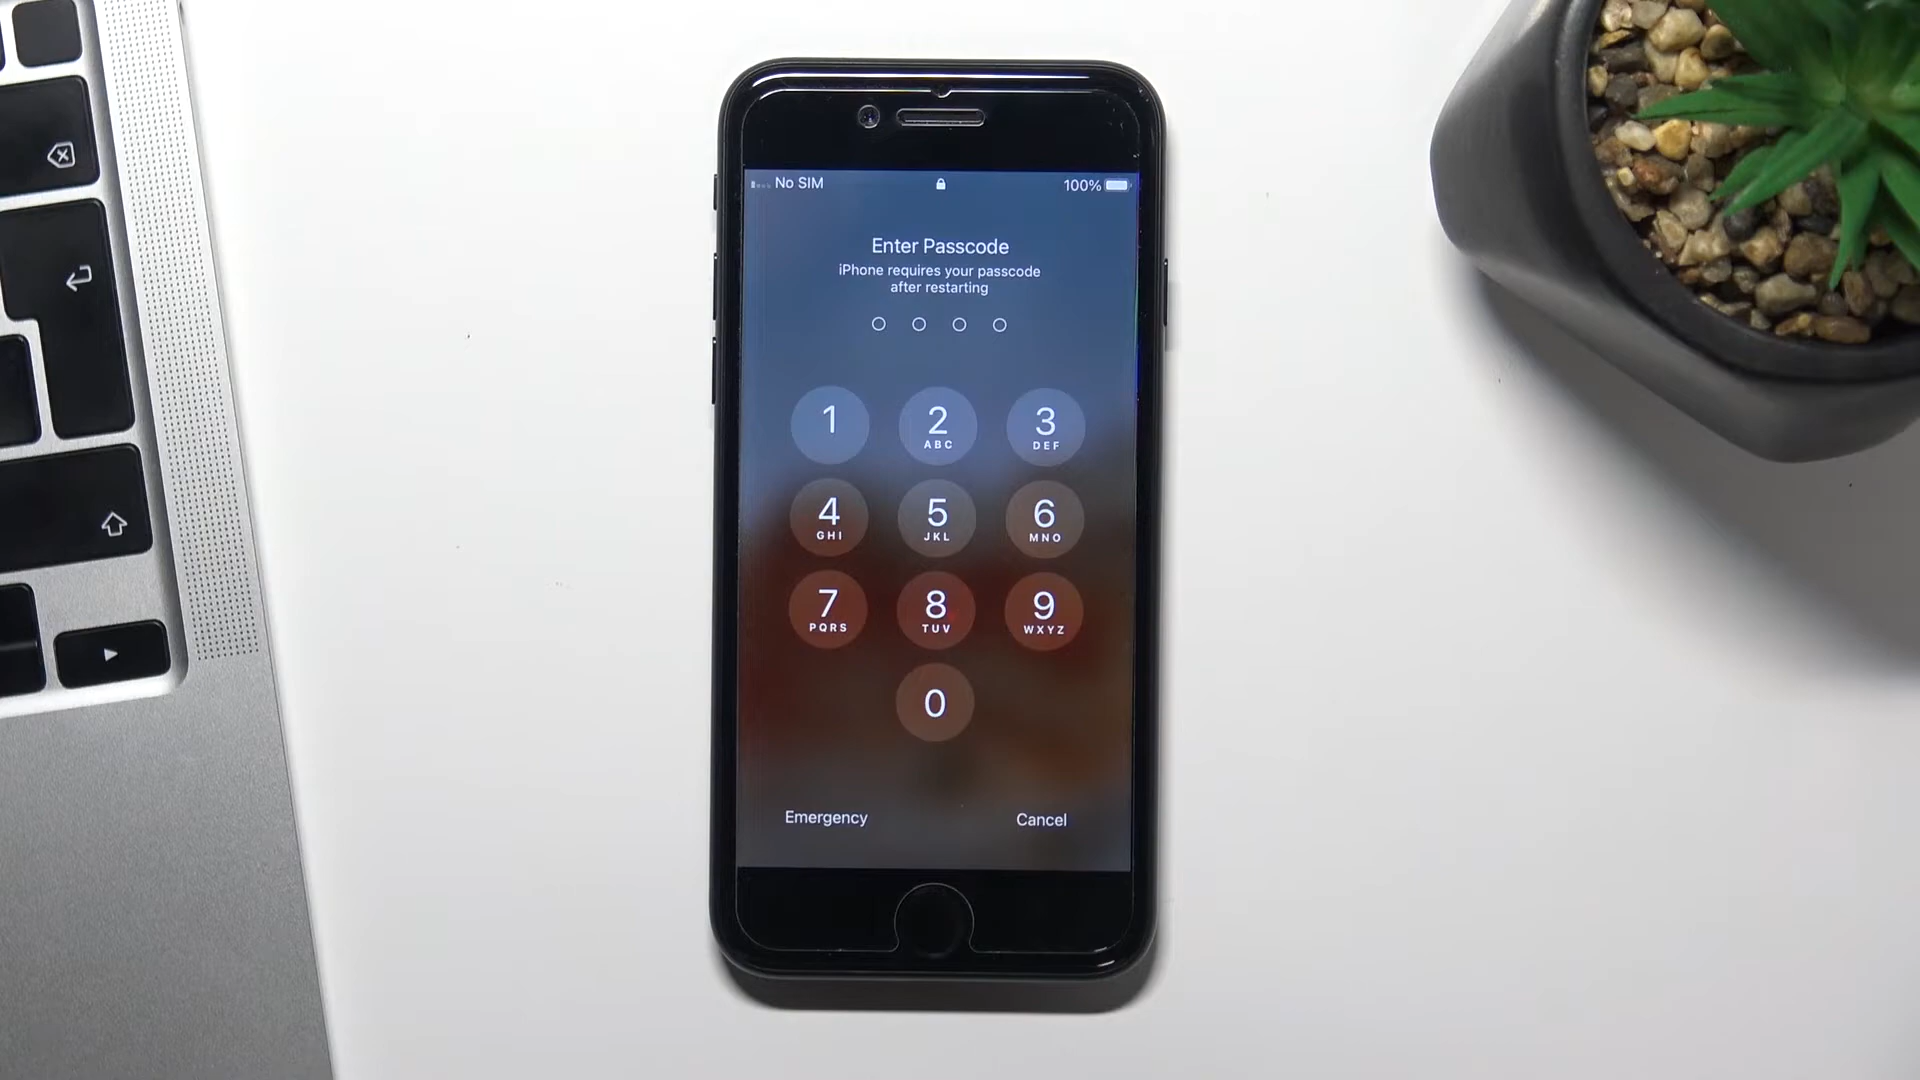 No SIM
100%
Enter Passcode
iPhone requires your passcode
after restarting
1
2
ABC
3
DEF
4
GHI
5
JKL
6
MNO
7
PQRS
8
TUV
9
WXYZ
0
Emergency
Cancel